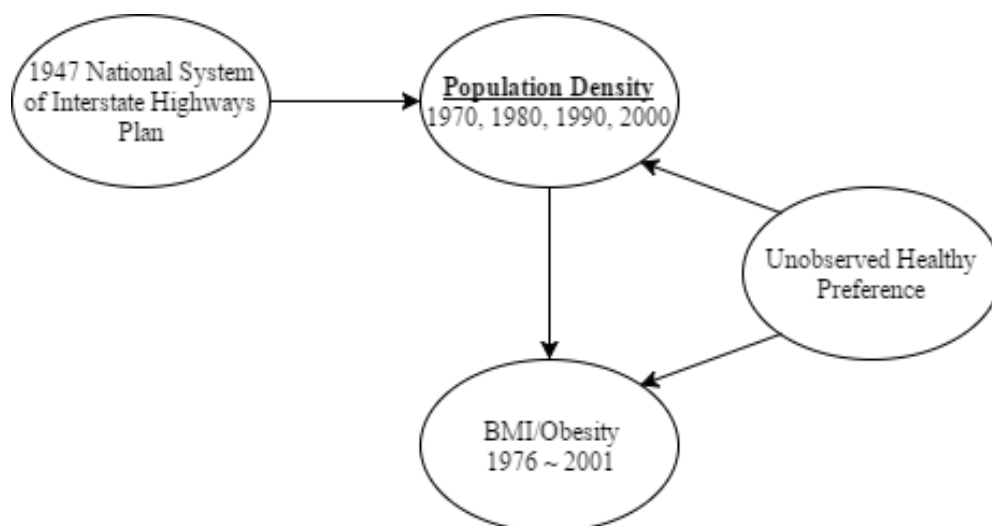 1947 National System
of Interstate Highways
Plan
Population Density
1970, 1980, 1990, 2000
Unobserved Healthy
Preference
BMI/Obesity
1976 ~ 2001